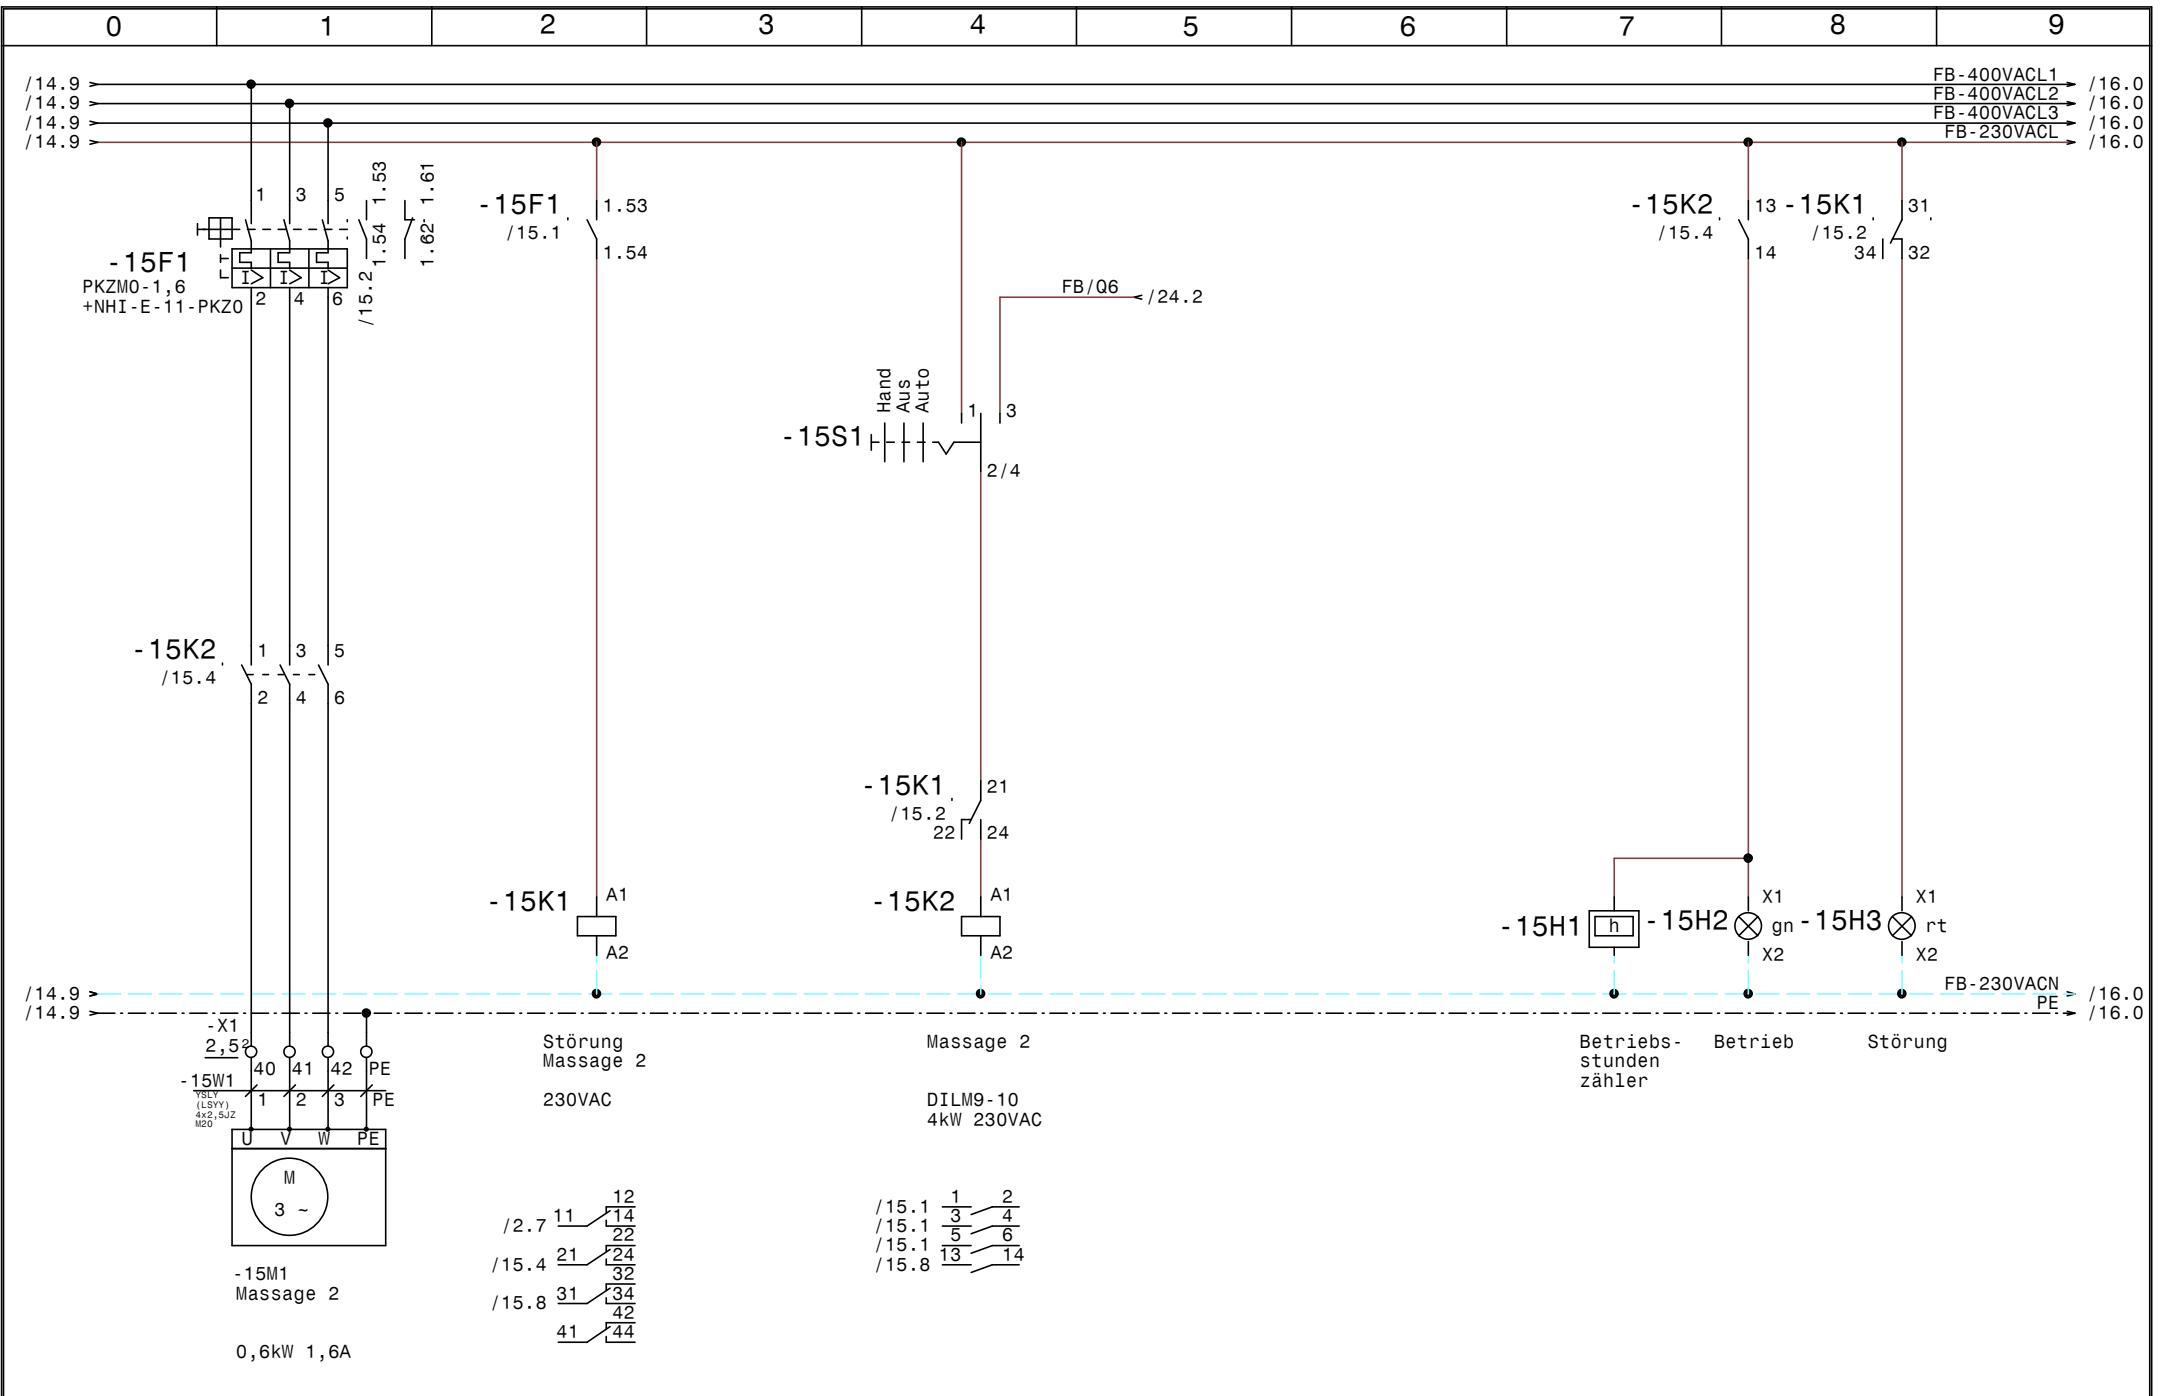 0 1 2 3 4 5 6 7 8 9
/14.9 FB-400VACL1 /16.0
/14.9 FB-400VACL2 /16.0
/14.9 FB-400VACL3 /16.0
/14.9 FB-230VACL /16.0
1 3 5 1.53 1.61
1.54 1.62
-15F1
PKZMO-1,6
+NHI-E-11-PKZO
2 4 6 /15.2
-15F1 1.53
/15.1
1.54
-15K2 13
/15.4
14
-15K1 31
/15.2
34 32
FB/Q6 /24.2
Hand
Aus
Auto
1 3
-15S1
2/4
-15K2 1 3 5
/15.4
2 4 6
-15K1 21
/15.2
22 24
-15K1 A1
A2
-15K2 A1
A2
-15H1 h
-15H2 X1
gn
X2
-15H3 X1
rt
X2
/14.9 FB-230VACN /16.0
/14.9 PE /16.0
-X1
2,5²
40 41 42 PE
-15W1
YSLY
(LSYY)
4x2,5JZ
M20
1 2 3 PE
U V W PE
M
3 ~
-15M1
Massage 2
0,6kW 1,6A
Störung
Massage 2
230VAC
Massage 2
DILM9-10
4kW 230VAC
Betriebs-
stunden
zähler
Betrieb
Störung
12
/2.7 11 14
22
/15.4 21 24
32
/15.8 31 34
42
41 44
/15.1 1 2
/15.1 3 4
/15.1 5 6
/15.8 13 14